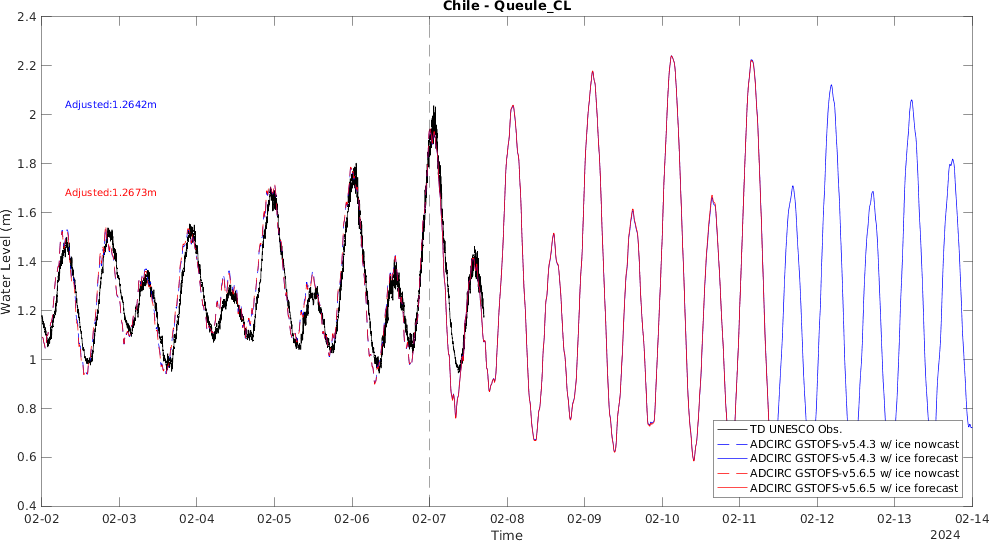 Chile - Queule_CL
2.4
2.2
2
1.8
1.6
1.4
1.2
1
0.8
0.6
0.4
Water Level (m)
Adjusted:1.2642m
Adjusted:1.2673m
TD UNESCO Obs.
ADCIRC GSTOFS-v5.4.3 w/ ice nowcast
ADCIRC GSTOFS-v5.4.3 w/ ice forecast
ADCIRC GSTOFS-v5.6.5 w/ ice nowcast
ADCIRC GSTOFS-v5.6.5 w/ ice forecast
02-02 02-03 02-04 02-05 02-06 02-07 02-08 02-09 02-10 02-11 02-12 02-13 02-14
Time
2024